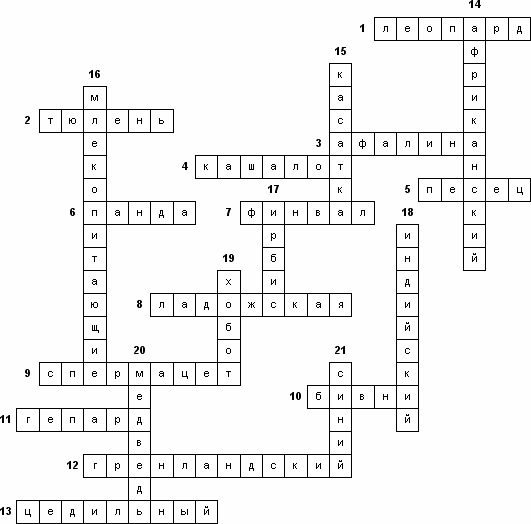 1 леопард
2 тюлень
3 афалина
4 кашалот
5 песец
6 панда
7 финвал
8 ладожская
9 спермацет
10 бивни
11 гепард
12 гренландский
13 цедильный
14 африканский
15 касатка
16 млекопитающие
17 ирбис
18 индийский
19 хобот
20 медведь
21 синий